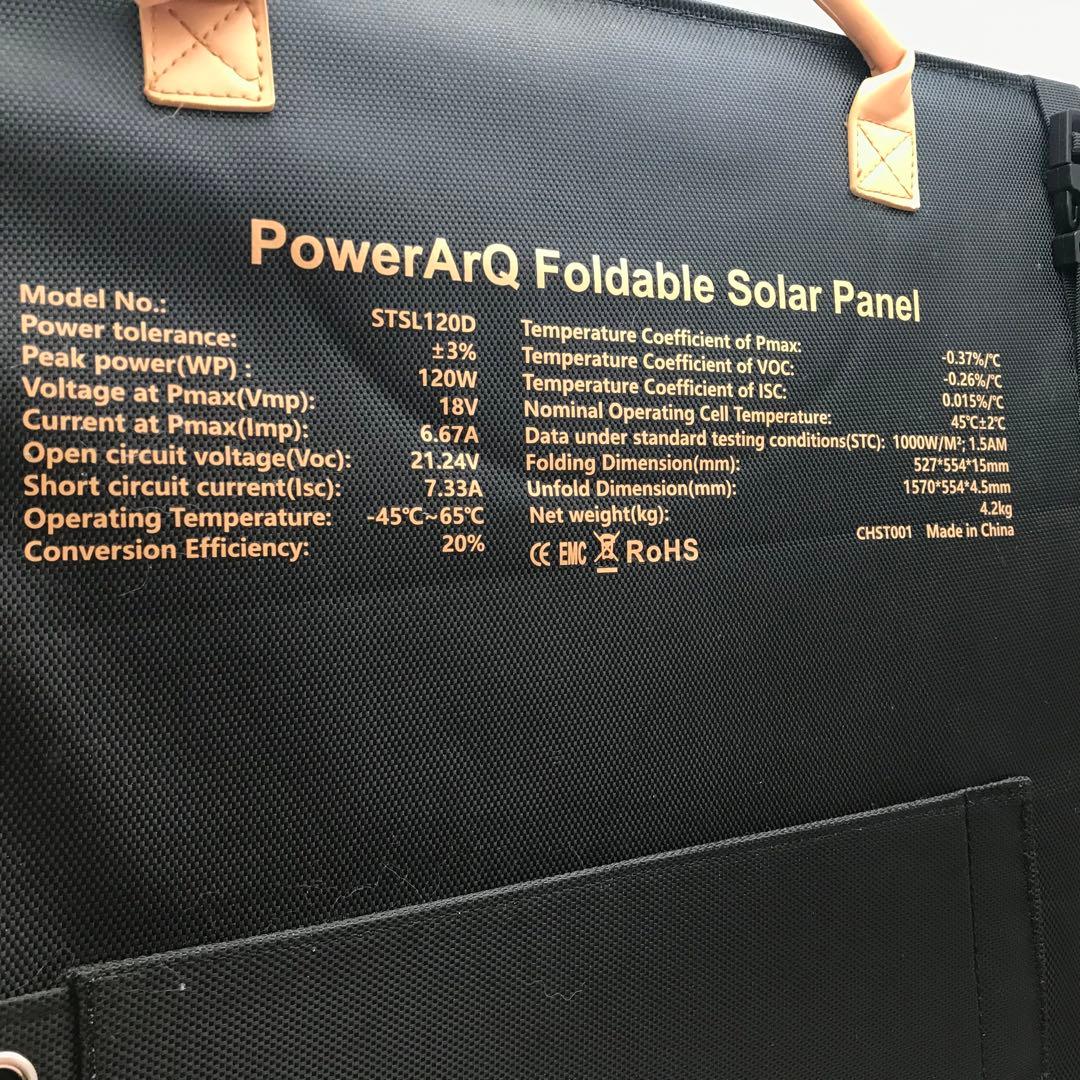 PowerArQ Foldable Solar Panel
Model No.: STSL120D
Power tolerance: ±3%
Peak power(WP) : 120W
Voltage at Pmax(Vmp): 18V
Current at Pmax(Imp): 6.67A
Open circuit voltage(Voc): 21.24V
Short circuit current(Isc): 7.33A
Operating Temperature: -45℃~65℃
Conversion Efficiency: 20%
Temperature Coefficient of Pmax: -0.37%/℃
Temperature Coefficient of VOC: -0.26%/℃
Temperature Coefficient of ISC: 0.015%/℃
Nominal Operating Cell Temperature: 45℃±2℃
Data under standard testing conditions(STC): 1000W/M²; 1.5AM
Folding Dimension(mm): 527*554*15mm
Unfold Dimension(mm): 1570*554*4.5mm
Net weight(kg): 4.2kg
CE EMC RoHS CHST001 Made in China